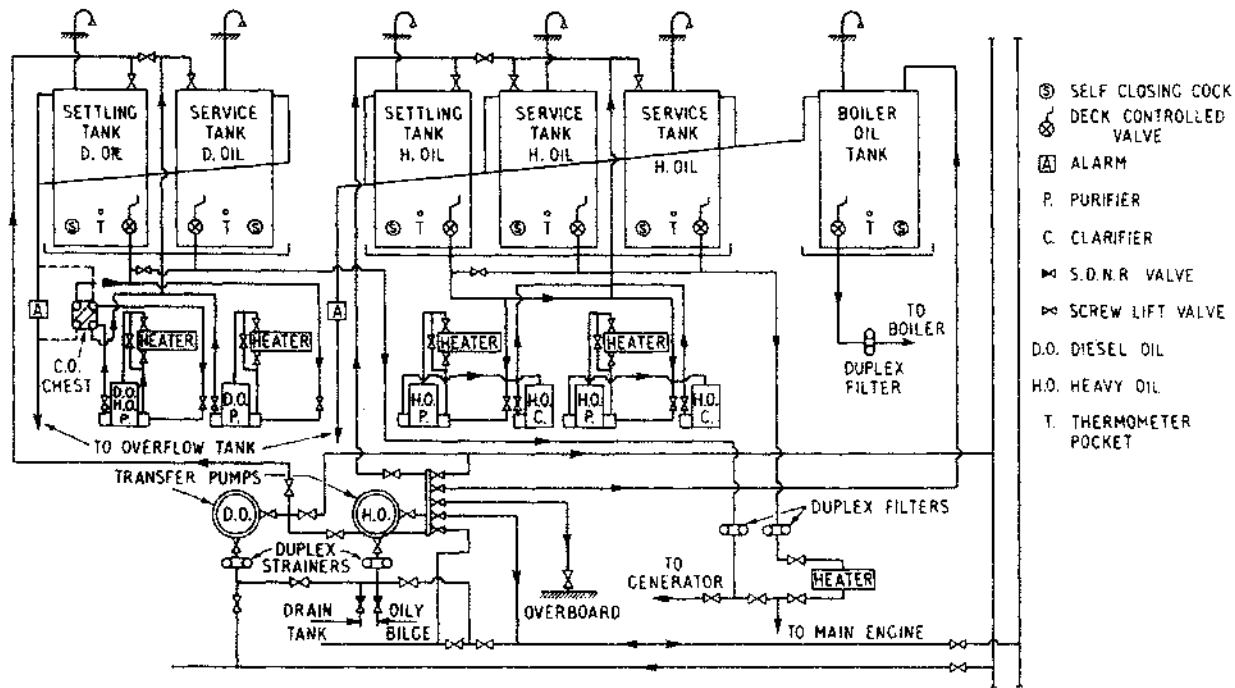 SETTLING
TANK
D. OIL
SERVICE
TANK
D. OIL
SETTLING
TANK
H. OIL
SERVICE
TANK
H. OIL
SERVICE
TANK
H. OIL
BOILER
OIL
TANK
S
T
T
S
S
T
S
T
S
T
T
S
A
A
C.O.
CHEST
HEATER
HEATER
HEATER
HEATER
D.O.
H.O.
P.
D.O.
P.
H.O.
P.
H.O.
C.
H.O.
P.
H.O.
C.
TO
BOILER
DUPLEX
FILTER
TO OVERFLOW TANK
TRANSFER PUMPS
D.O.
H.O.
DUPLEX
STRAINERS
DRAIN
TANK
OILY
BILGE
OVERBOARD
DUPLEX FILTERS
TO
GENERATOR
HEATER
TO MAIN ENGINE
S SELF CLOSING COCK
DECK CONTROLLED
VALVE
A ALARM
P. PURIFIER
C. CLARIFIER
S.D.N.R VALVE
SCREW LIFT VALVE
D.O. DIESEL OIL
H.O. HEAVY OIL
T. THERMOMETER
POCKET